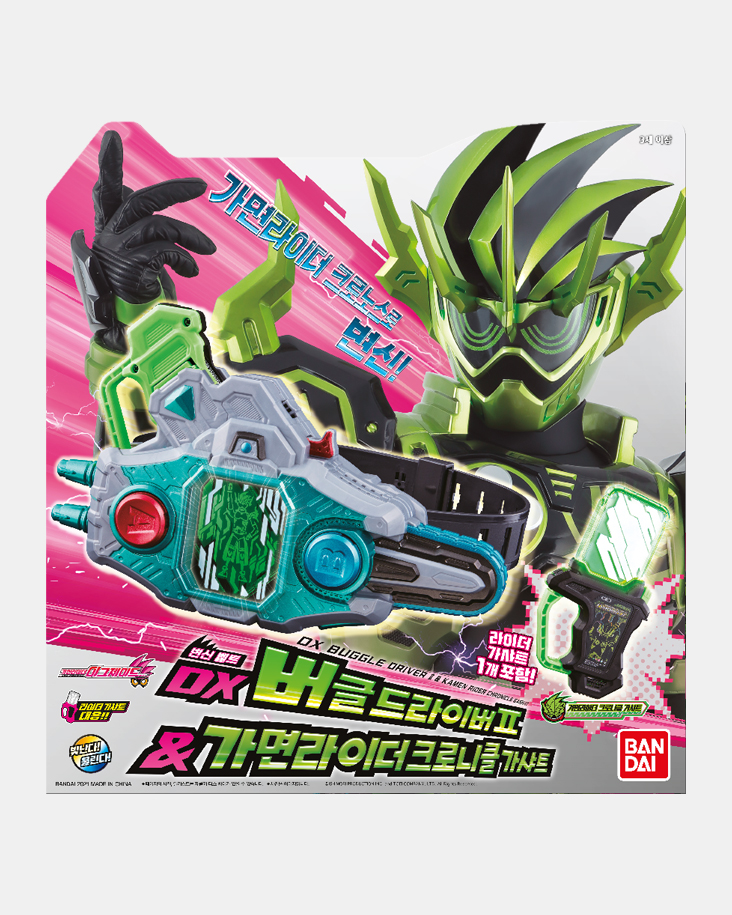 3세 이상
가면라이더 크로노스로
변신!
라이더
가샤트
1개 포함!
변신 벨트
DX BUGGLE DRIVER II & KAMEN RIDER CHRONICLE GASHAT
DX 버클 드라이버 II
&가면라이더크로니클 가샤트
가면라이더 크로니클 가샤트
라이더 가샤트
대응!!
빛난다!
울린다!
BANDAI 2021 MADE IN CHINA
BAN
DAI